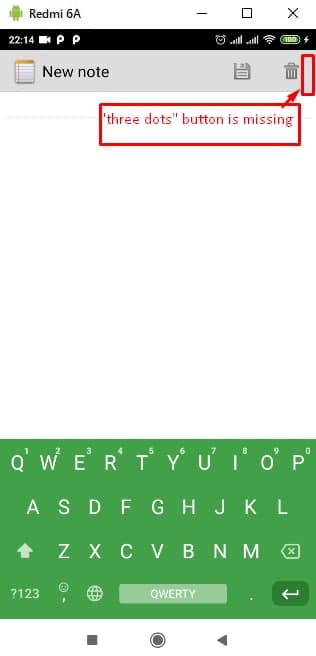 Redmi 6A
22:14 P P 100
New note
"three dots" button is missing
1 2 3 4 5 6 7 8 9 0
Q W E R T Y U I O P
A S D F G H J K L
Z X C V B N M
?123 , QWERTY .